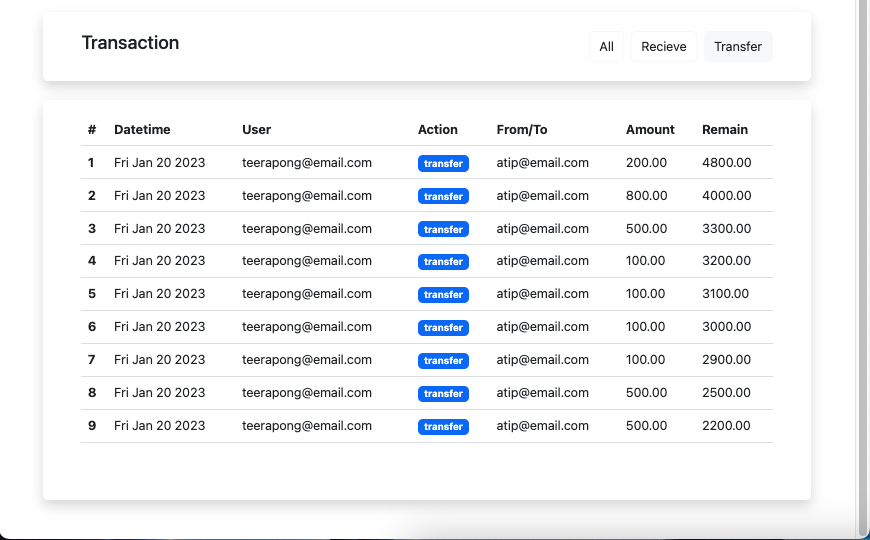 Transaction
All Recieve Transfer
# Datetime User Action From/To Amount Remain
1 Fri Jan 20 2023 teerapong@email.com transfer atip@email.com 200.00 4800.00
2 Fri Jan 20 2023 teerapong@email.com transfer atip@email.com 800.00 4000.00
3 Fri Jan 20 2023 teerapong@email.com transfer atip@email.com 500.00 3300.00
4 Fri Jan 20 2023 teerapong@email.com transfer atip@email.com 100.00 3200.00
5 Fri Jan 20 2023 teerapong@email.com transfer atip@email.com 100.00 3100.00
6 Fri Jan 20 2023 teerapong@email.com transfer atip@email.com 100.00 3000.00
7 Fri Jan 20 2023 teerapong@email.com transfer atip@email.com 100.00 2900.00
8 Fri Jan 20 2023 teerapong@email.com transfer atip@email.com 500.00 2500.00
9 Fri Jan 20 2023 teerapong@email.com transfer atip@email.com 500.00 2200.00